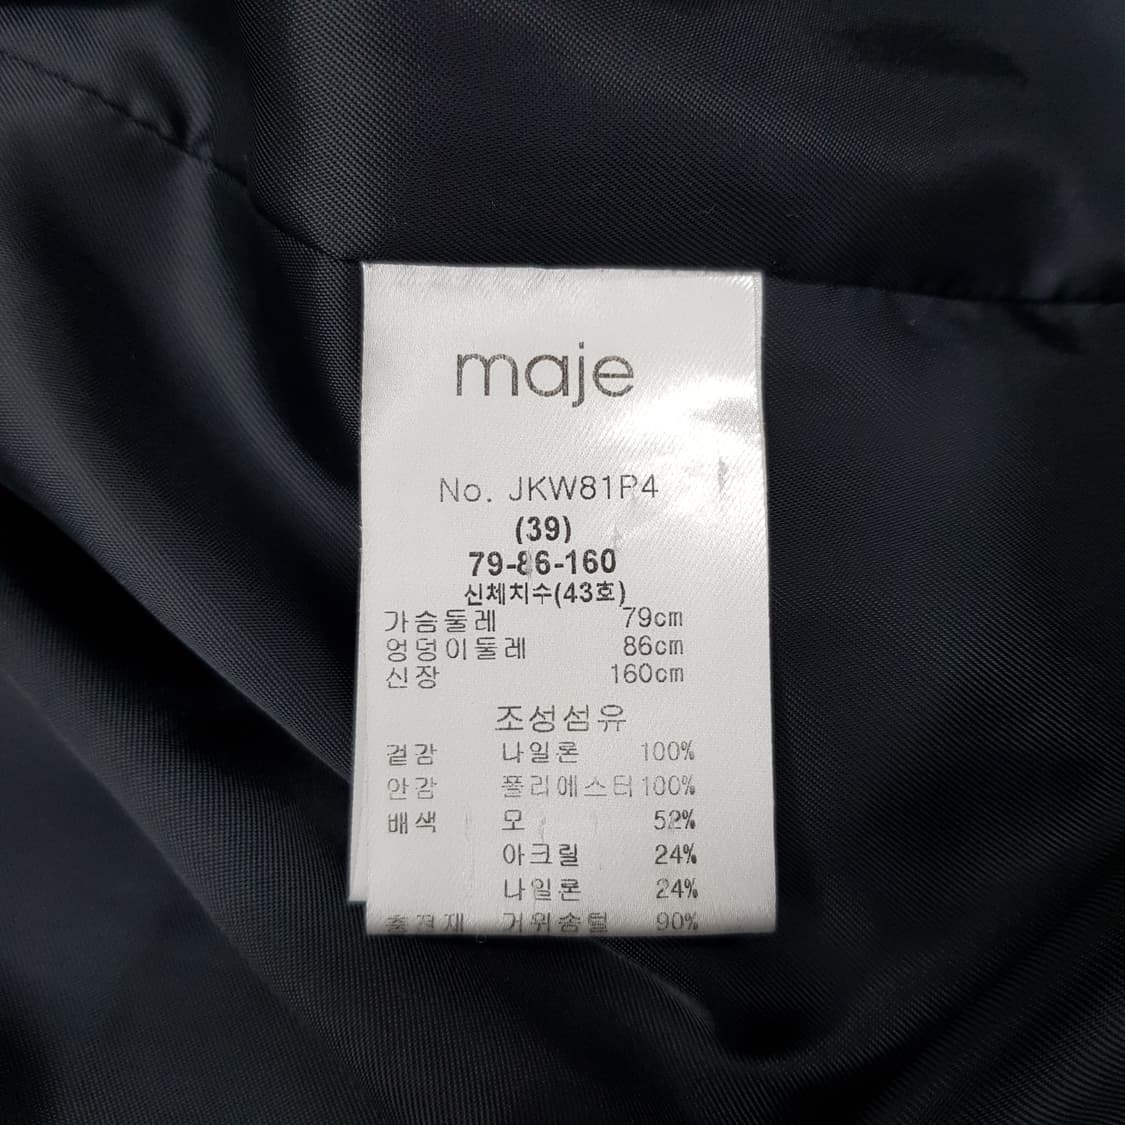 maje
No. JKW81P4
(39)
79-86-160
신체치수(43호)
가슴둘레 79cm
엉덩이둘레 86cm
신장 160cm
조성섬유
겉감 나일론 100%
안감 폴리에스터 100%
배색 모 52%
아크릴 24%
나일론 24%
충전재 거위솜털 90%